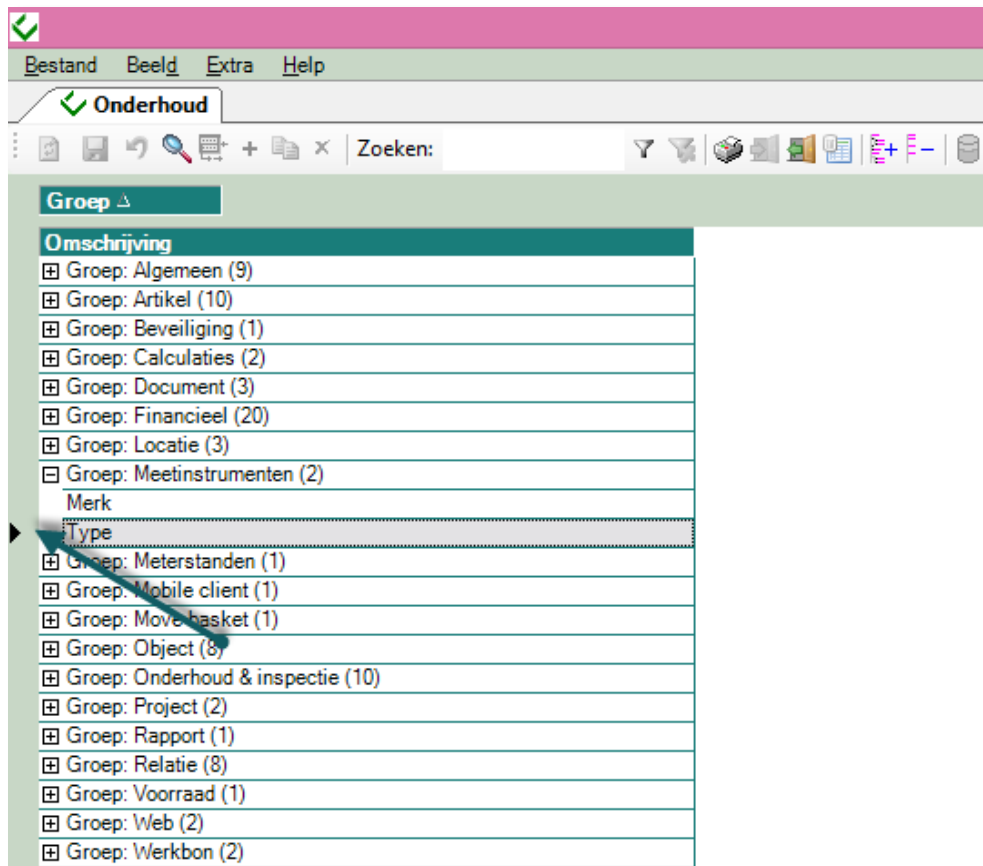 Bestand Beeld Extra Help
Onderhoud
Zoeken:
Groep
Omschrijving
Groep: Algemeen (9)
Groep: Artikel (10)
Groep: Beveiliging (1)
Groep: Calculaties (2)
Groep: Document (3)
Groep: Financieel (20)
Groep: Locatie (3)
Groep: Meetinstrumenten (2)
Merk
Type
Groep: Meterstanden (1)
Groep: Mobile client (1)
Groep: Move basket (1)
Groep: Object (8)
Groep: Onderhoud & inspectie (10)
Groep: Project (2)
Groep: Rapport (1)
Groep: Relatie (8)
Groep: Voorraad (1)
Groep: Web (2)
Groep: Werkbon (2)